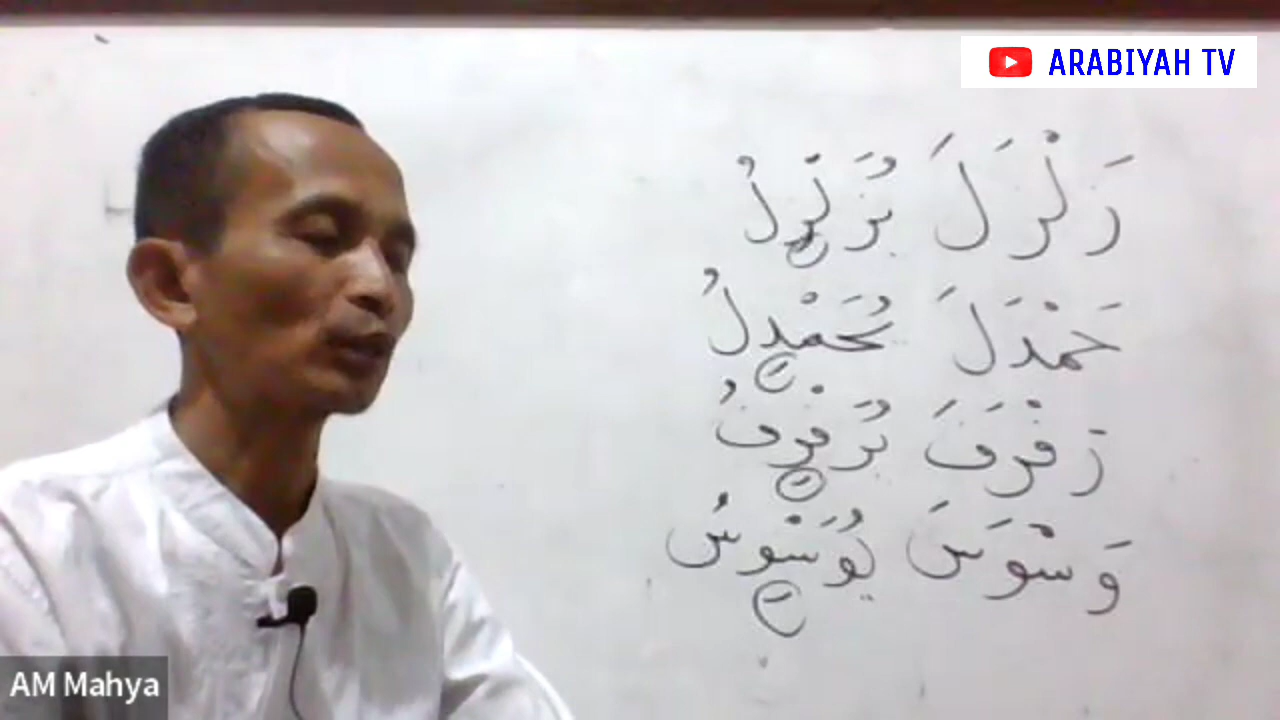 ARABIYAH TV
زَلْزَلَ يُزَلْزِلُ
حَمْدَلَ يُحَمْدِلُ
رَفْرَفَ يُرَفْرِفُ
وَسْوَسَ يُوَسْوِسُ
AM Mahya